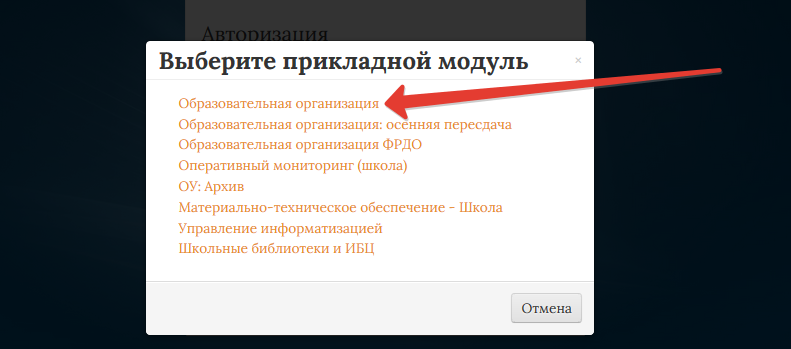 Авторизация
Выберите прикладной модуль ×
Образовательная организация
Образовательная организация: осенняя пересдача
Образовательная организация ФРДО
Оперативный мониторинг (школа)
ОУ: Архив
Материально-техническое обеспечение - Школа
Управление информатизацией
Школьные библиотеки и ИБЦ
Отмена